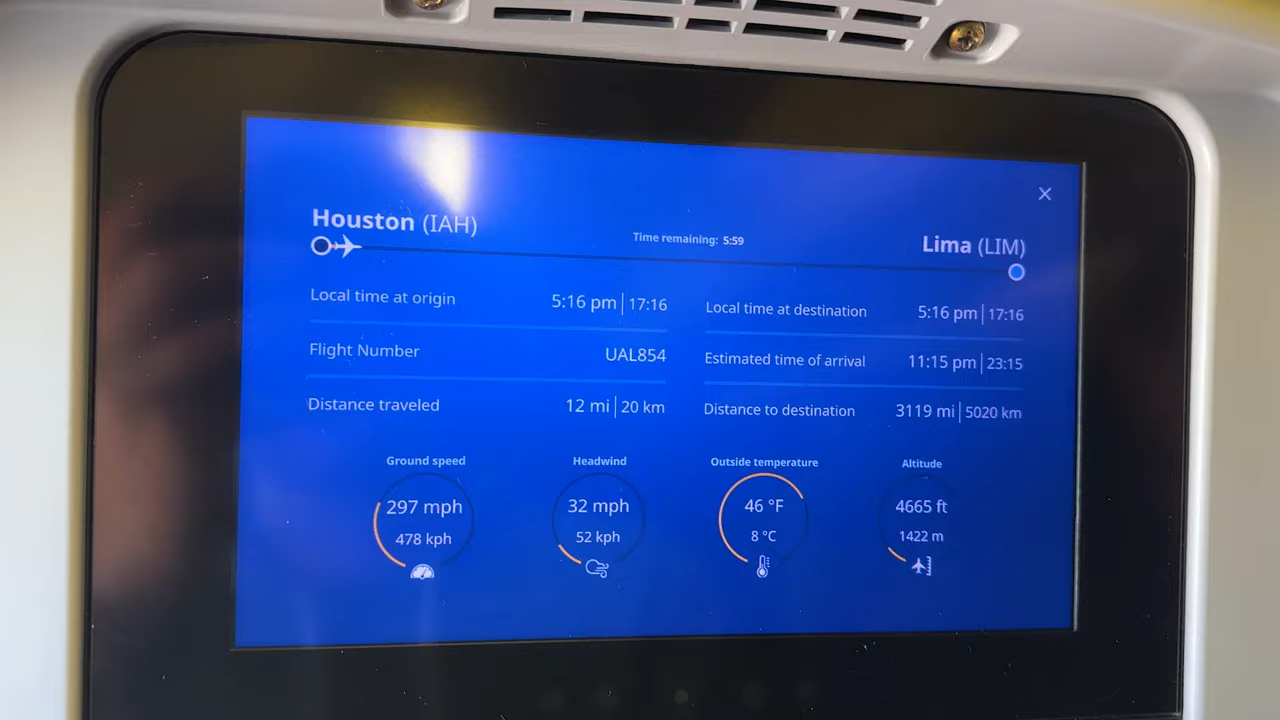 Houston (IAH)
Time remaining: 5:59
Lima (LIM)
Local time at origin 5:16 pm | 17:16
Local time at destination 5:16 pm | 17:16
Flight Number UAL854
Estimated time of arrival 11:15 pm | 23:15
Distance traveled 12 mi | 20 km
Distance to destination 3119 mi | 5020 km
Ground speed
297 mph
478 kph
Headwind
32 mph
52 kph
Outside temperature
46 °F
8 °C
Altitude
4665 ft
1422 m